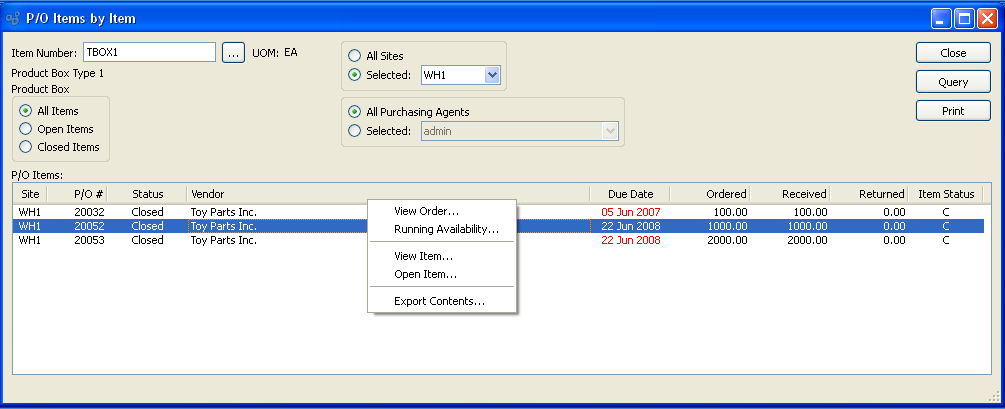 P/O Items by Item
Item Number: TBOX1 ... UOM: EA
Product Box Type 1
Product Box
All Items
Open Items
Closed Items
All Sites
Selected: WH1
All Purchasing Agents
Selected: admin
Close
Query
Print
P/O Items:
Site P/O # Status Vendor Due Date Ordered Received Returned Item Status
WH1 20032 Closed Toy Parts Inc. 05 Jun 2007 100.00 100.00 0.00 C
WH1 20052 Closed Toy Parts Inc. 22 Jun 2008 1000.00 1000.00 0.00 C
WH1 20053 Closed Toy Parts Inc. 22 Jun 2008 2000.00 2000.00 0.00 C
View Order...
Running Availability...
View Item...
Open Item...
Export Contents...